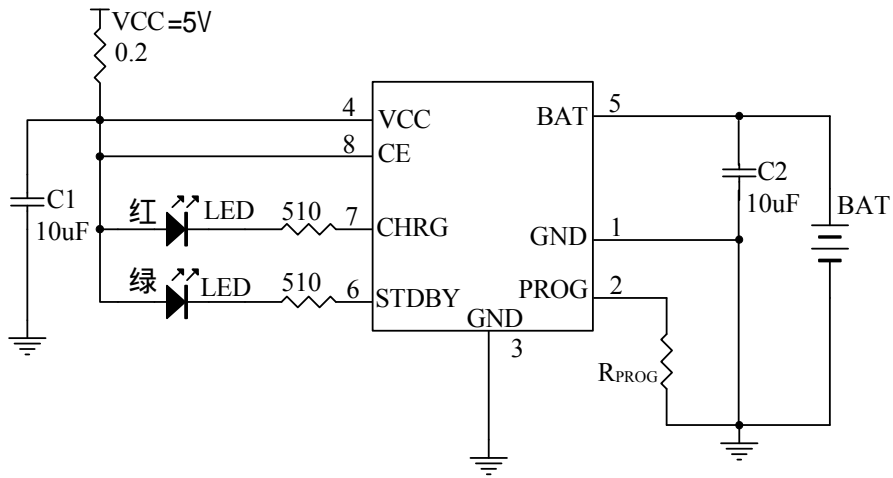 VCC=5V
0.2
4
VCC
8
CE
C1
10uF
红
LED
510
7
CHRG
绿
LED
510
6
STDBY
GND
3
BAT
5
C2
10uF
BAT
GND
1
PROG
2
RPROG